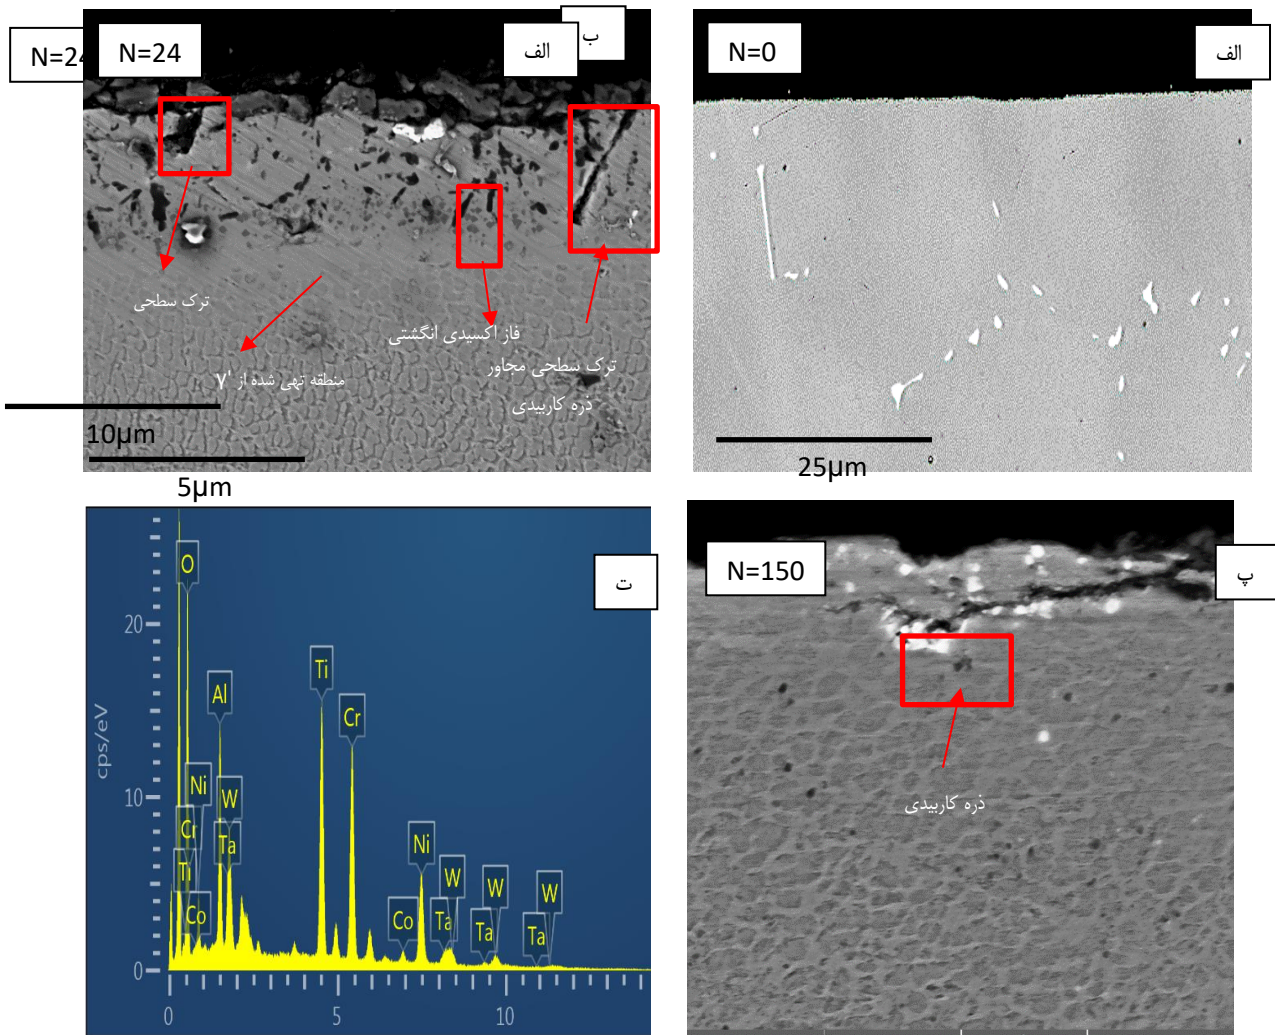 N=24
N=24
الف
ب
N=0
الف
ترک سطحی
فاز اکسیدی انگشتی
ترک سطحی مجاور
ذره کاربیدی
منطقه تهی شده از 'γ
10µm
5µm
25µm
ت
cps/eV
20
10
0
0
5
10
O
Al
Ni
W
Cr
Ta
Ti
Co
Ti
Cr
Ni
Co
W
Ta
W
Ta
W
Ta
N=150
پ
ذره کاربیدی